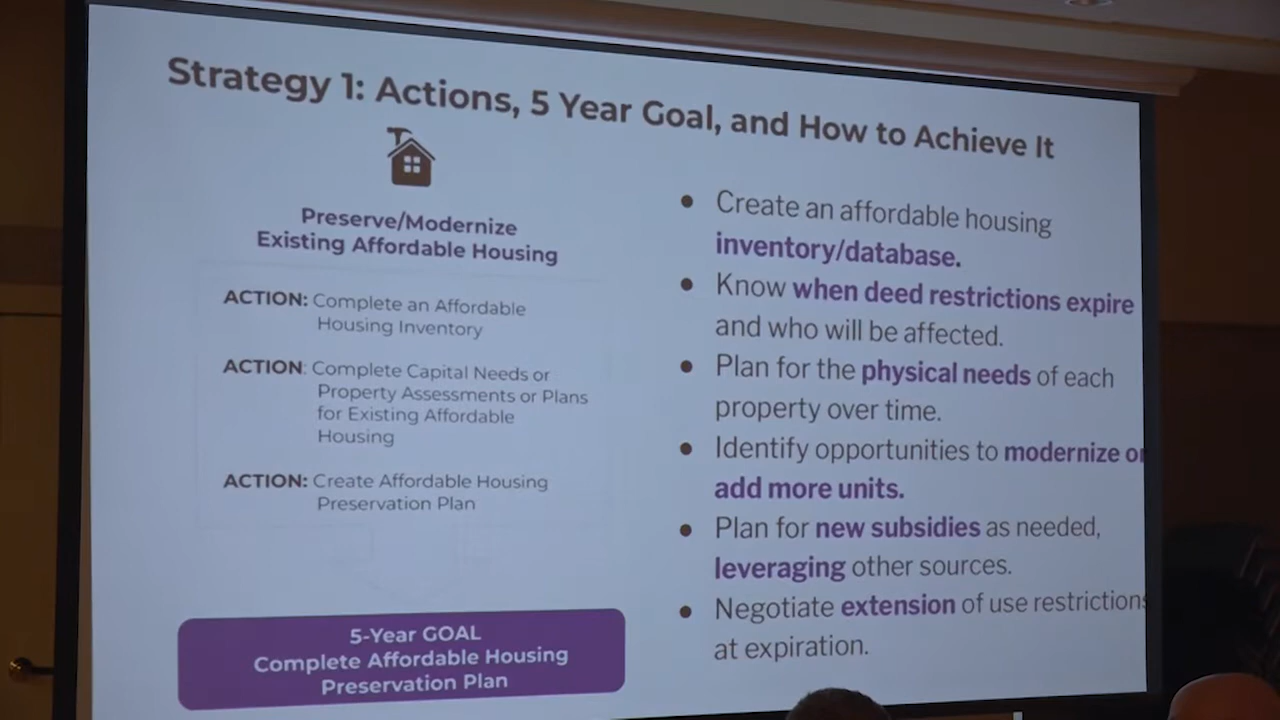 Strategy 1: Actions, 5 Year Goal, and How to Achieve It
Preserve/Modernize
Existing Affordable Housing
ACTION: Complete an Affordable
Housing Inventory
ACTION: Complete Capital Needs or
Property Assessments or Plans
for Existing Affordable
Housing
ACTION: Create Affordable Housing
Preservation Plan
5-Year GOAL
Complete Affordable Housing
Preservation Plan
● Create an affordable housing
inventory/database.
● Know when deed restrictions expire
and who will be affected.
● Plan for the physical needs of each
property over time.
● Identify opportunities to modernize or
add more units.
● Plan for new subsidies as needed,
leveraging other sources.
● Negotiate extension of use restrictions
at expiration.